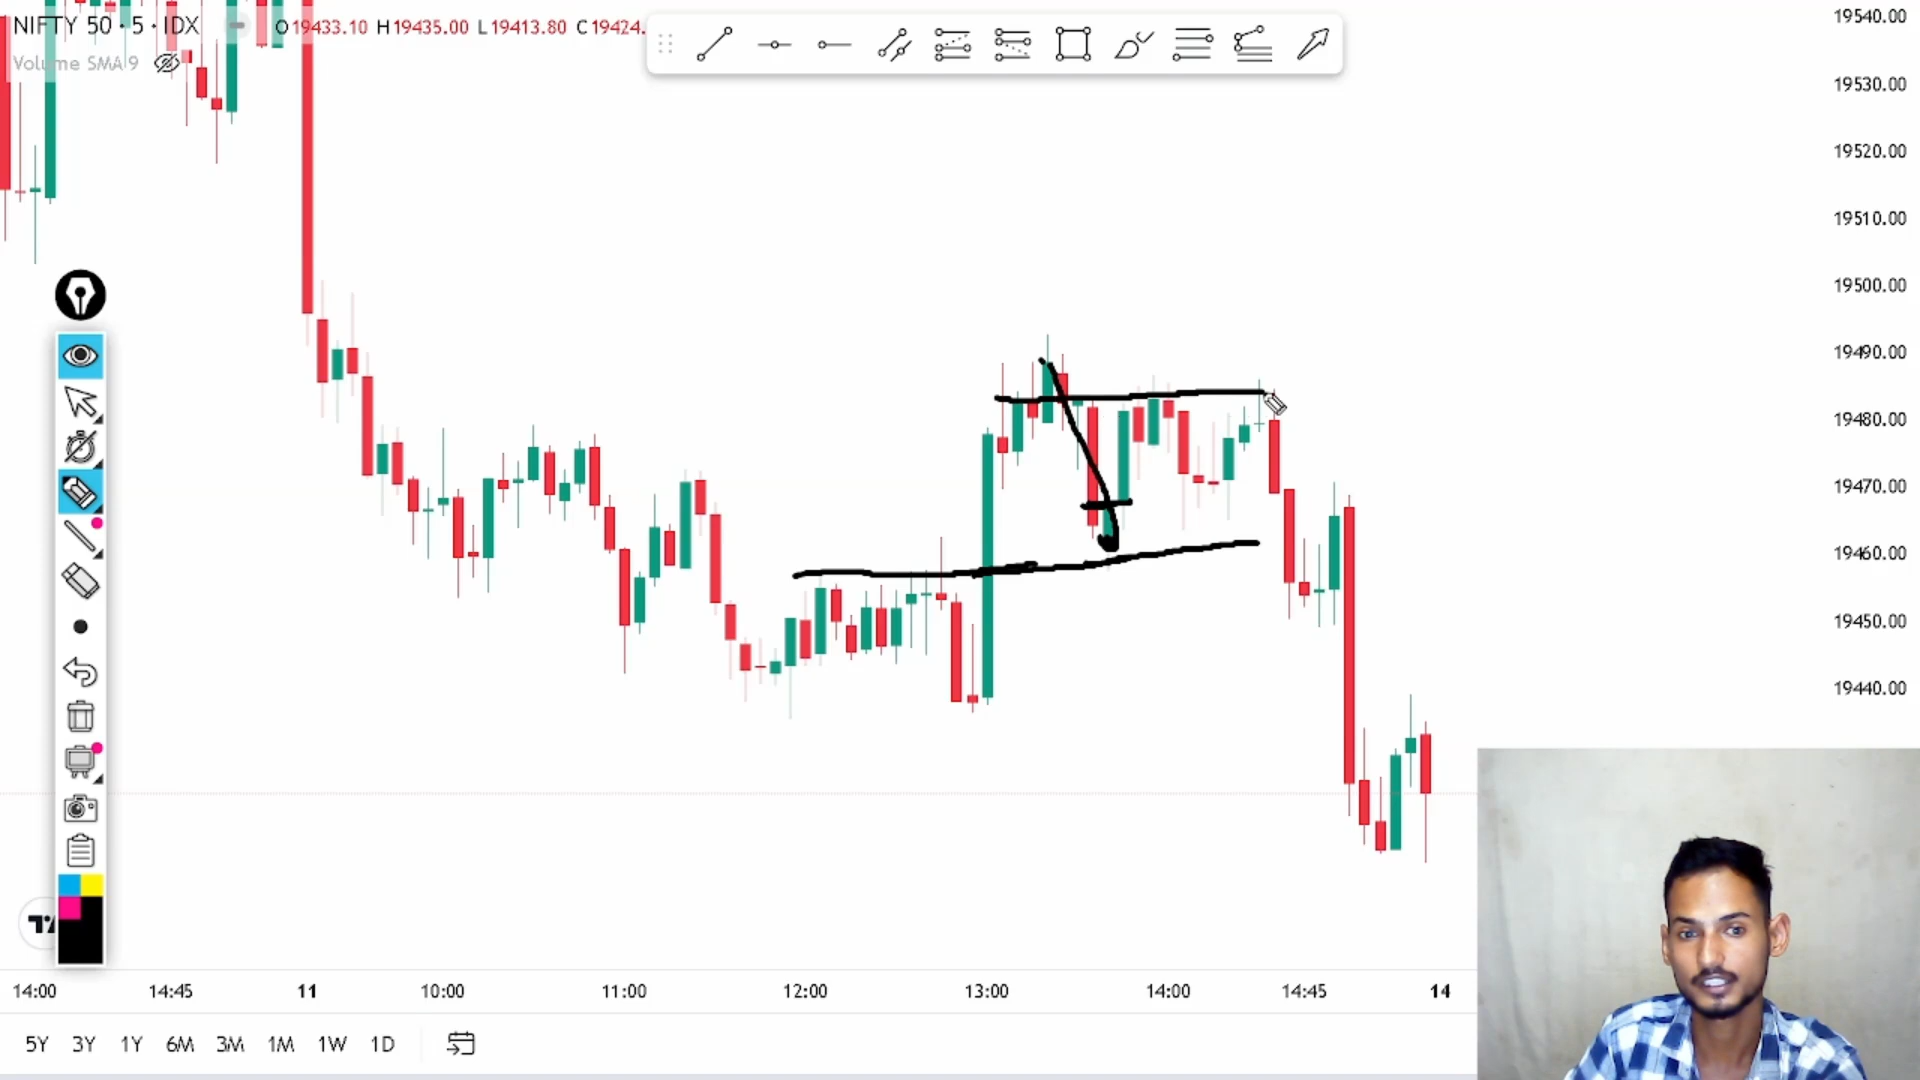 NIFTY 50 · 5 · IDX O19433.10 H19435.00 L19413.80 C19424.
Volume SMA 9
19540.00
19530.00
19520.00
19510.00
19500.00
19490.00
19480.00
19470.00
19460.00
19450.00
19440.00
14:00 14:45 11 10:00 11:00 12:00 13:00 14:00 14:45 14
5Y 3Y 1Y 6M 3M 1M 1W 1D